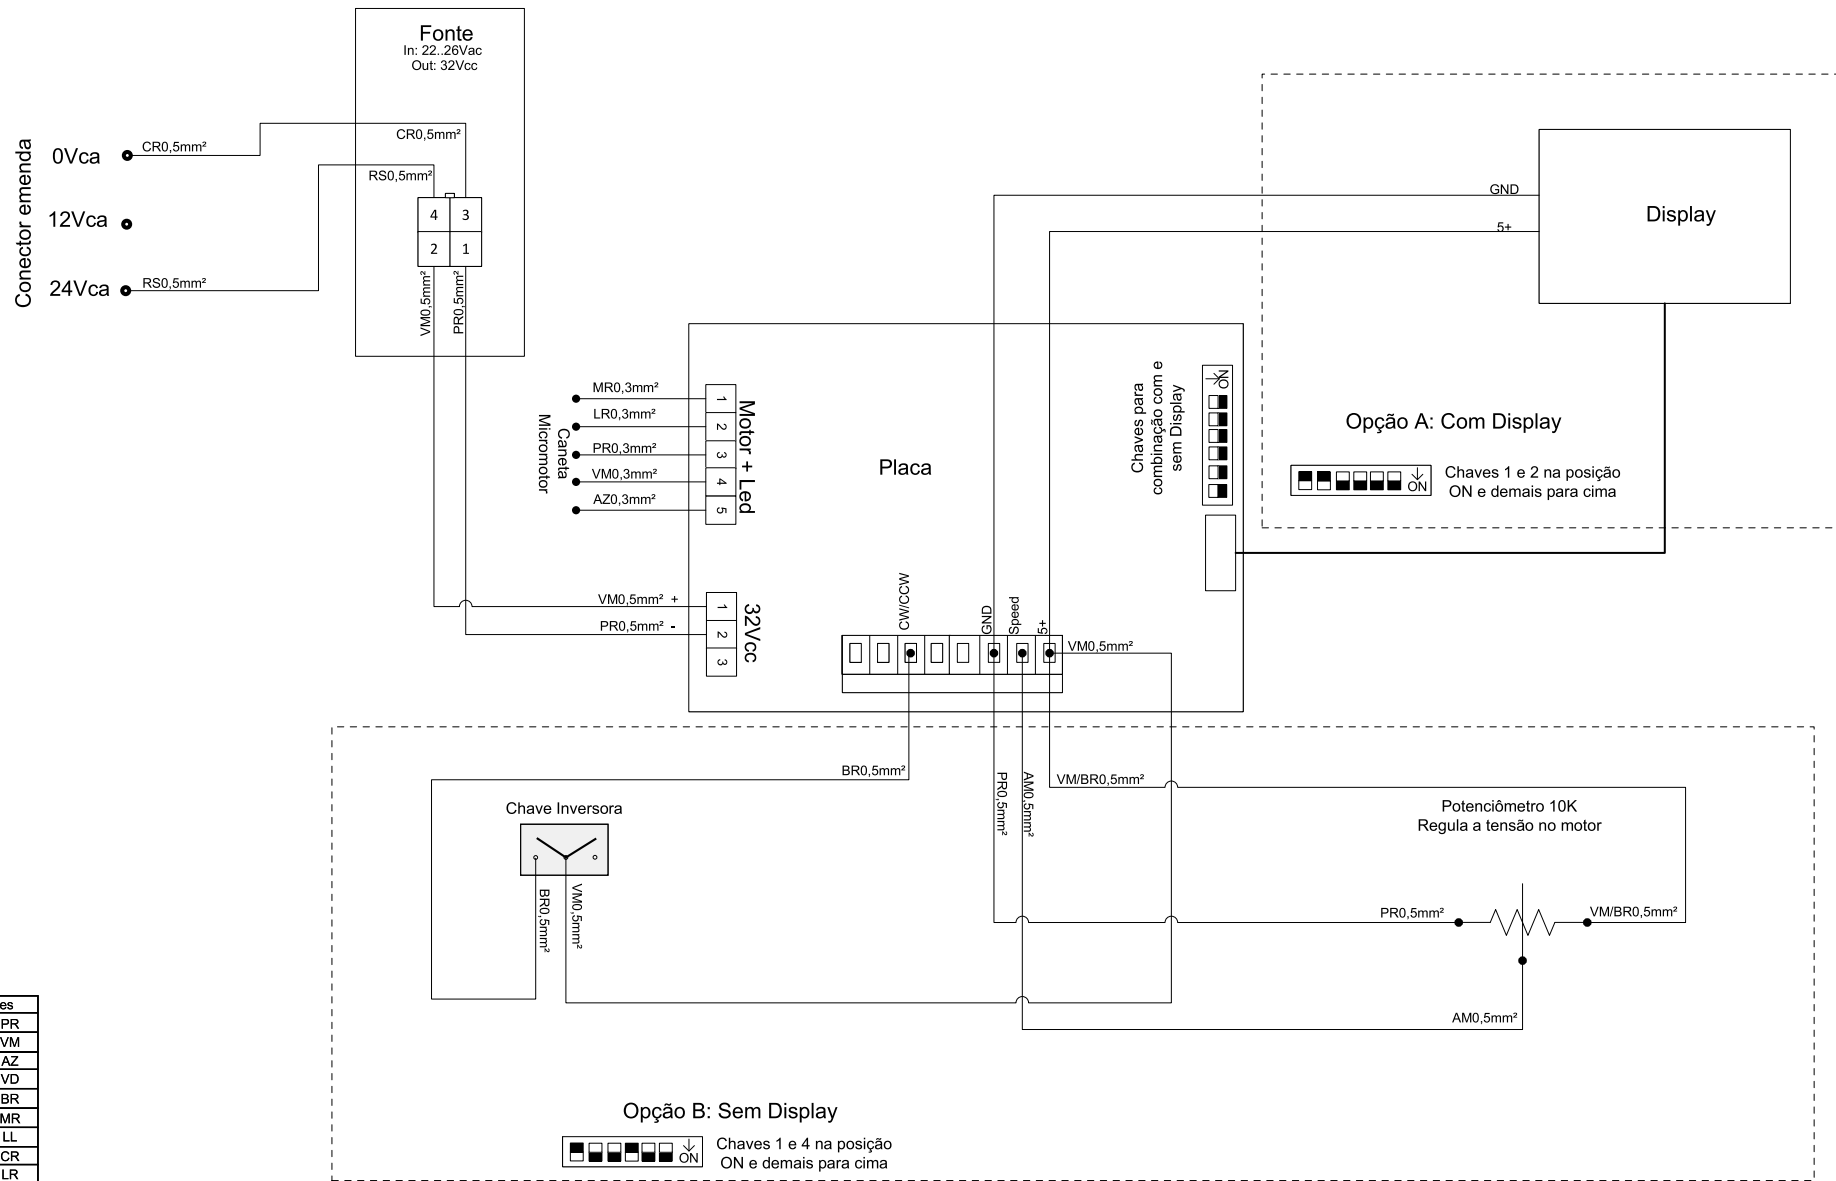 Fonte
In: 22..26Vac
Out: 32Vcc
Conector emenda
0Vca
CR0,5mm²
CR0,5mm²
12Vca
24Vca
RS0,5mm²
RS0,5mm²
4
3
2
1
VM0,5mm²
PR0,5mm²
GND
5+
Display
Opção A: Com Display
ON
Chaves 1 e 2 na posição
ON e demais para cima
Placa
Chaves para
combinação com e
sem Display
ON
Caneta
Micromotor
MR0,3mm²
LR0,3mm²
PR0,3mm²
VM0,3mm²
AZ0,3mm²
1
2
3
4
5
Motor + Led
VM0,5mm² +
PR0,5mm² -
1
2
3
32Vcc
CW/CCW
GND
Speed
5+
VM0,5mm²
BR0,5mm²
PR0,5mm²
AM0,5mm²
VM/BR0,5mm²
Chave Inversora
BR0,5mm²
VM0,5mm²
Potenciômetro 10K
Regula a tensão no motor
PR0,5mm²
VM/BR0,5mm²
AM0,5mm²
Opção B: Sem Display
ON
Chaves 1 e 4 na posição
ON e demais para cima
es
PR
VM
AZ
VD
BR
MR
LL
CR
LR